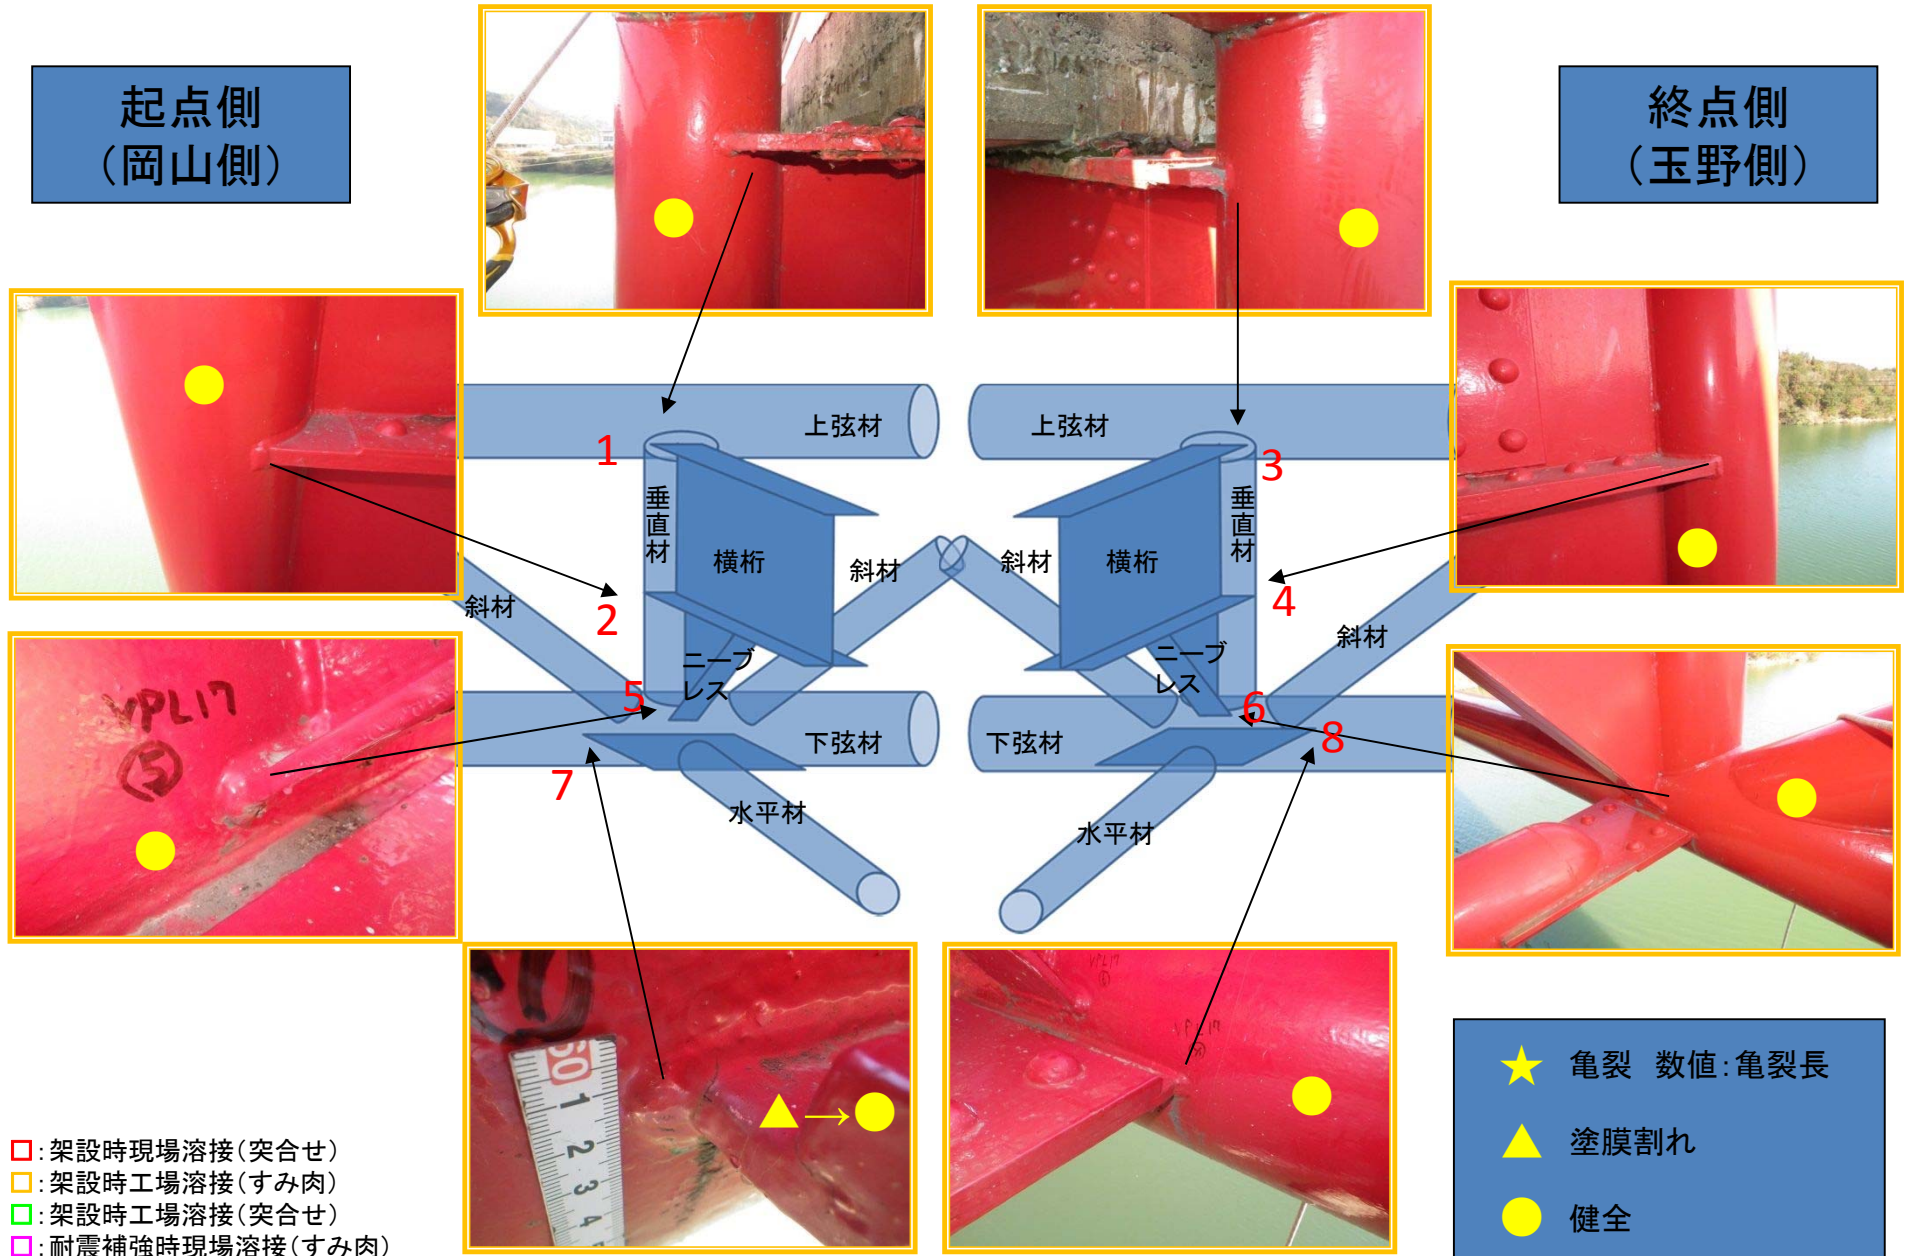 起点側
（岡山側）
終点側
（玉野側）
上弦材
上弦材
1
3
垂直材
垂直材
横桁
横桁
斜材
斜材
斜材
斜材
2
4
ニーブ
レス
ニーブ
レス
5
6
VPL17
⑤
下弦材
下弦材
7
8
水平材
水平材
VPL17
60
1
2
3
4
▲→●
★ 亀裂 数値：亀裂長
▲ 塗膜割れ
● 健全
□：架設時現場溶接（突合せ）
□：架設時工場溶接（すみ肉）
□：架設時工場溶接（突合せ）
□：耐震補強時現場溶接（すみ肉）